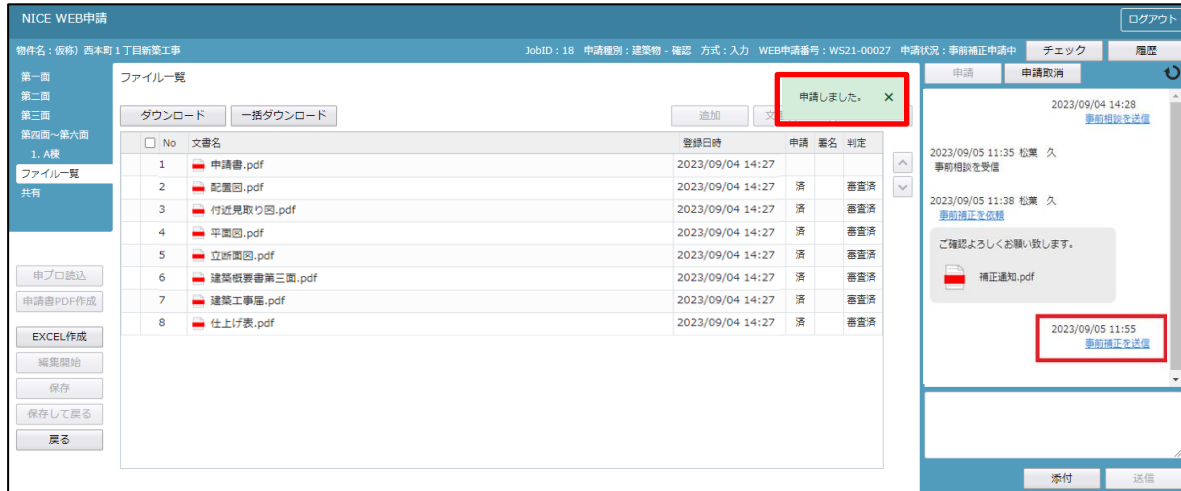 NICE WEB申請
ログアウト
物件名：仮称）西本町１丁目新築工事
JobID：18 申請種別：建築物 - 確認 方式：入力 WEB申請番号：WS21-00027 申請状況：事前補正申請中
チェック
履歴
第一面
第二面
第三面
第四面～第六面
1. A棟
ファイル一覧
共有
申プロ読込
申請書PDF作成
EXCEL作成
編集開始
保存
保存して戻る
戻る
ファイル一覧
申請しました。 ×
ダウンロード
一括ダウンロード
追加
文
No 文書名 登録日時 申請 署名 判定
1 申請書.pdf 2023/09/04 14:27
2 配置図.pdf 2023/09/04 14:27 済 審査済
3 付近見取り図.pdf 2023/09/04 14:27 済 審査済
4 平面図.pdf 2023/09/04 14:27 済 審査済
5 立断面図.pdf 2023/09/04 14:27 済 審査済
6 建築概要書第三面.pdf 2023/09/04 14:27 済 審査済
7 建築工事届.pdf 2023/09/04 14:27 済 審査済
8 仕上げ表.pdf 2023/09/04 14:27 済 審査済
申請
申請取消
2023/09/04 14:28
事前相談を送信
2023/09/05 11:35 松葉 久
事前相談を受信
2023/09/05 11:38 松葉 久
事前補正を依頼
ご確認よろしくお願い致します。
補正通知.pdf
2023/09/05 11:55
事前補正を送信
添付
送信